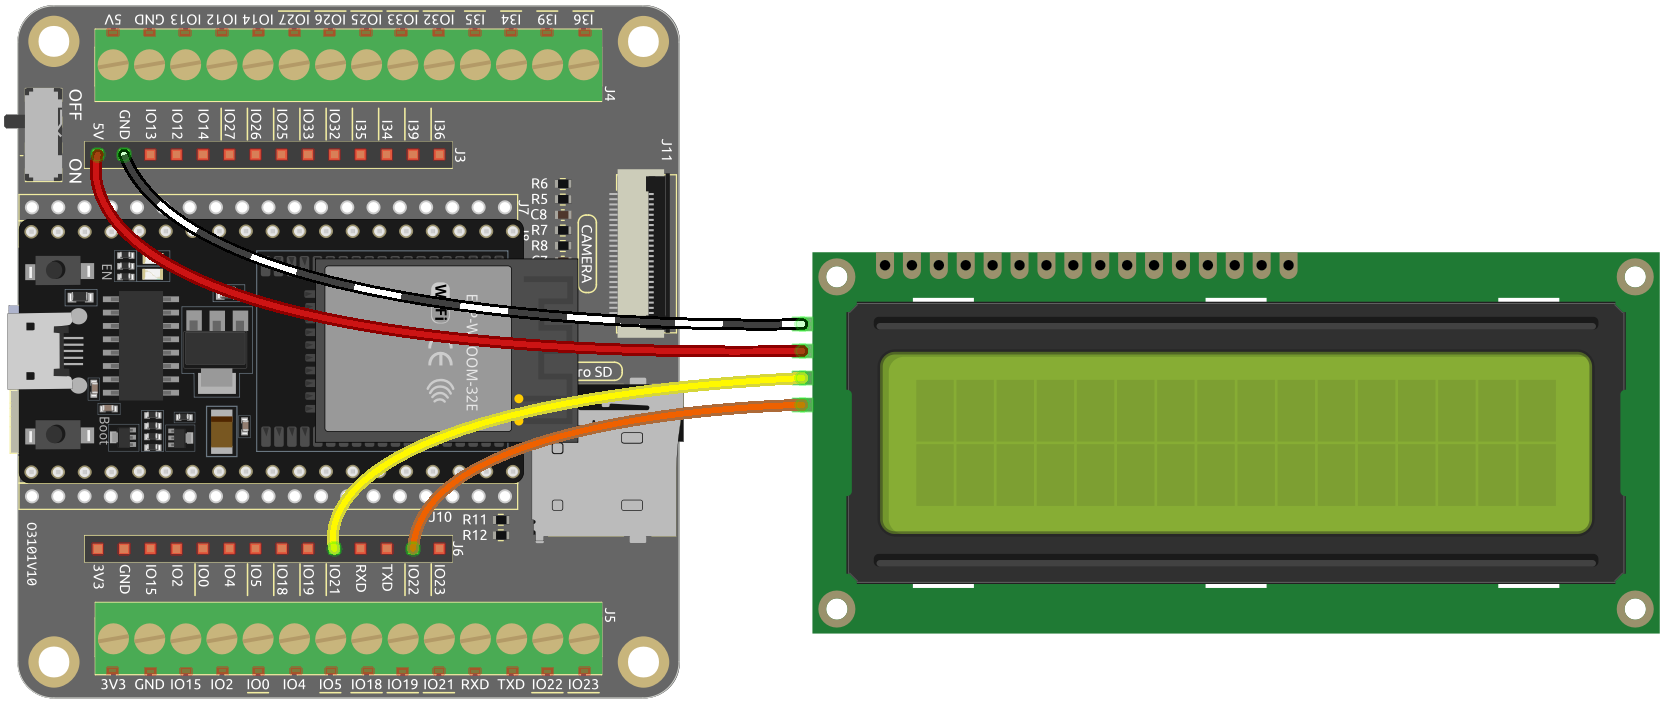 5V GND IO13 IO12 IO14 IO27 IO26 IO25 IO33 IO32 I35 I34 I39 I36
J4
OFF
ON
5V GND IO13 IO12 IO14 IO27 IO26 IO25 IO33 IO32 I35 I34 I39 I36
J3
J11
R6
R5
C8
R7
R8
J7
CAMERA
EN
WiFi
CE
OOM-32E
ro SD
Boot
J10
R11
R12
O3101V10
J6
3V3 GND IO15 IO2 IO0 IO4 IO5 IO18 IO19 IO21 RXD TXD IO22 IO23
J5
3V3 GND IO15 IO2 IO0 IO4 IO5 IO18 IO19 IO21 RXD TXD IO22 IO23